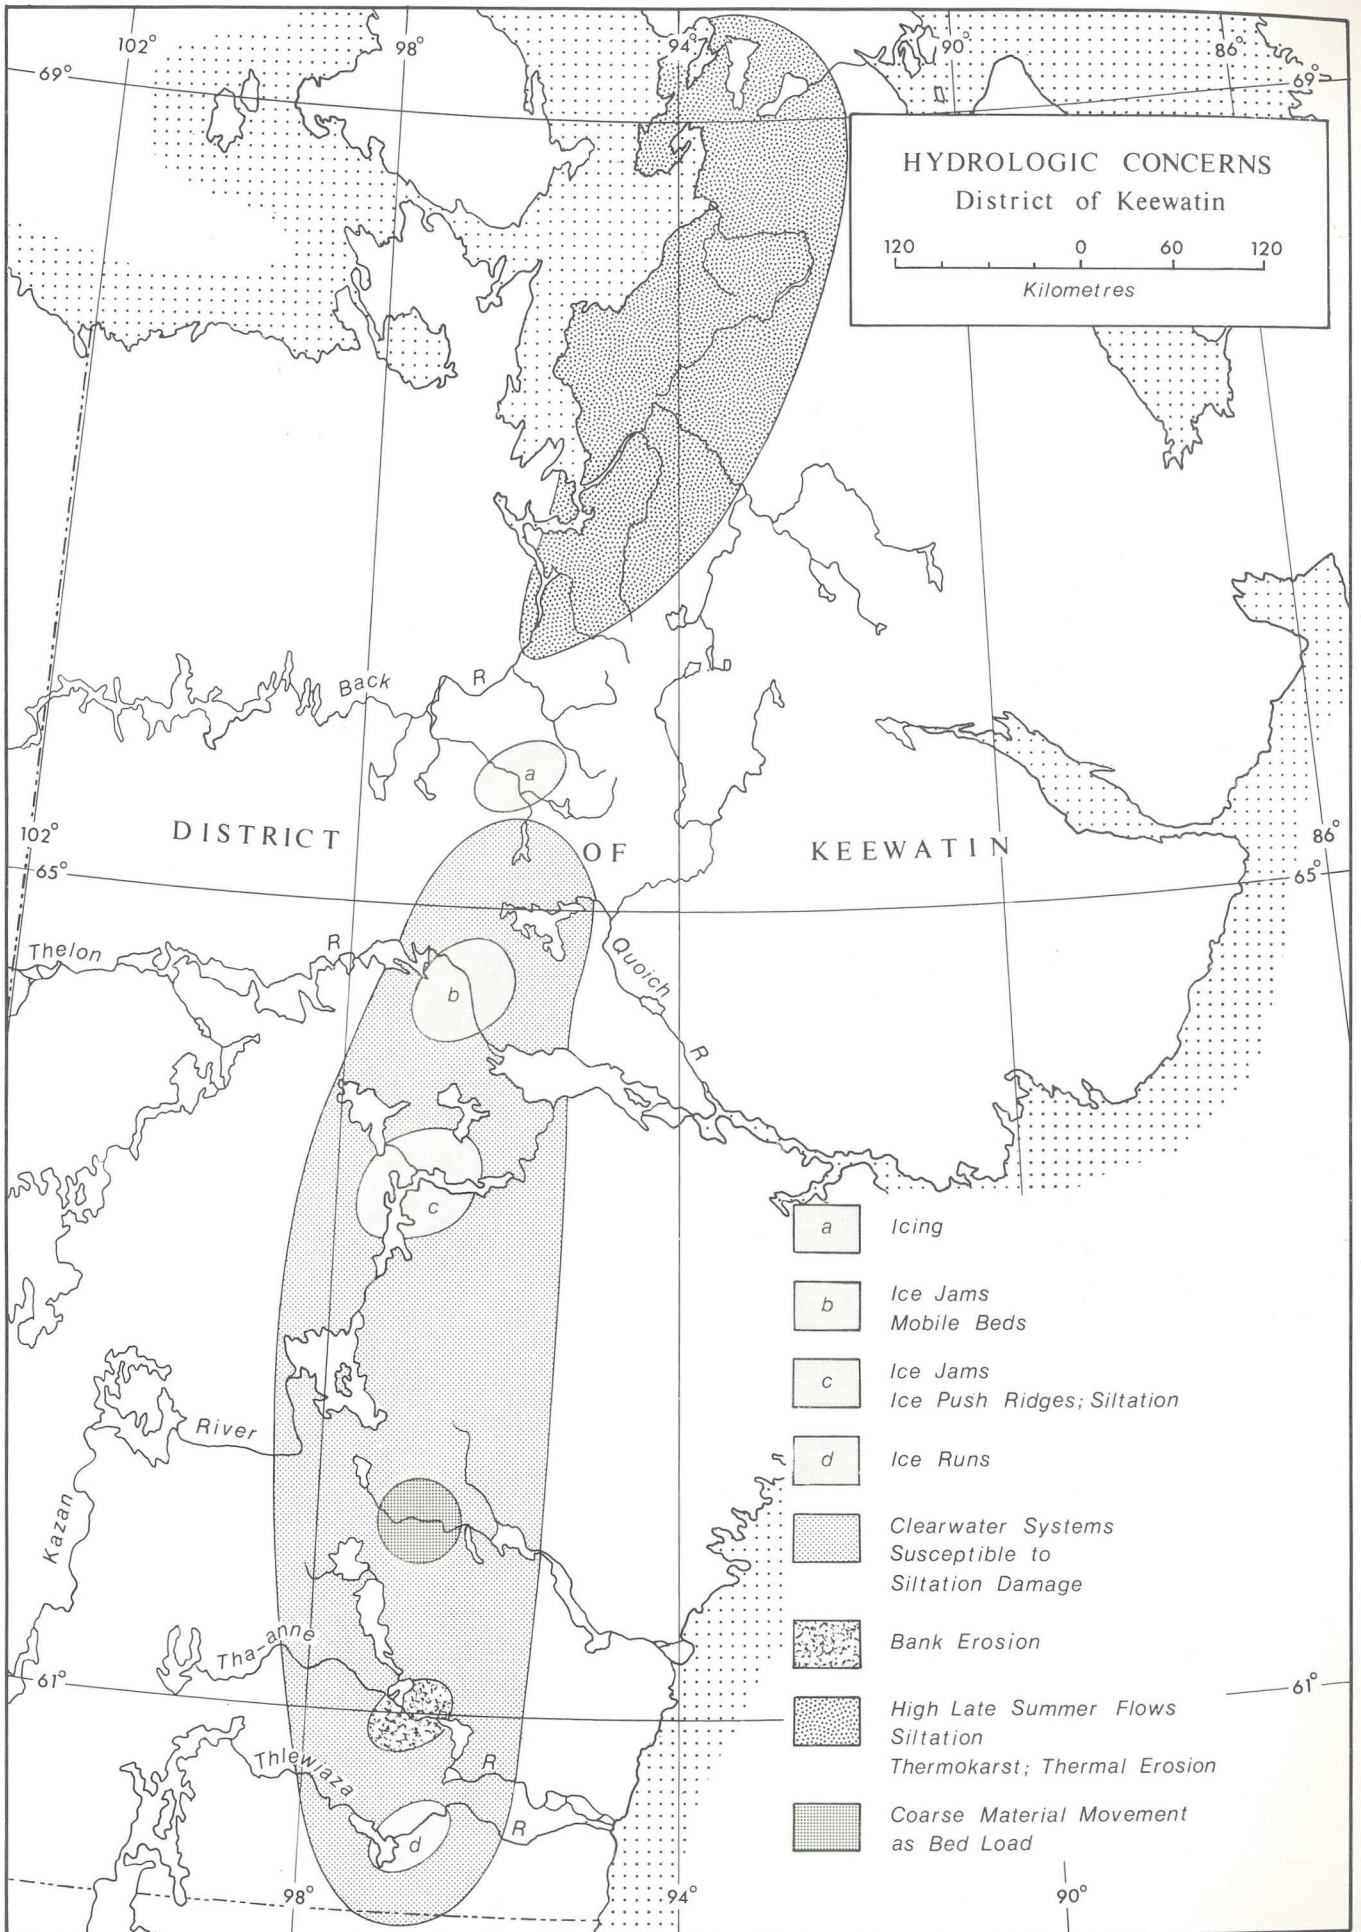 102°
98°
94°
90°
86°
69°
69°
HYDROLOGIC CONCERNS
District of Keewatin
120 0 60 120
Kilometres
Back R
a
DISTRICT OF KEEWATIN
102°
86°
65°
65°
Thelon R
Quoich R
b
c
a Icing
b Ice Jams
Mobile Beds
c Ice Jams
Ice Push Ridges; Siltation
d Ice Runs
Clearwater Systems
Susceptible to
Siltation Damage
Bank Erosion
High Late Summer Flows
Siltation
Thermokarst; Thermal Erosion
Coarse Material Movement
as Bed Load
Kazan River
Tha-anne R
61°
61°
Thlewiaza R
d
98°
94°
90°